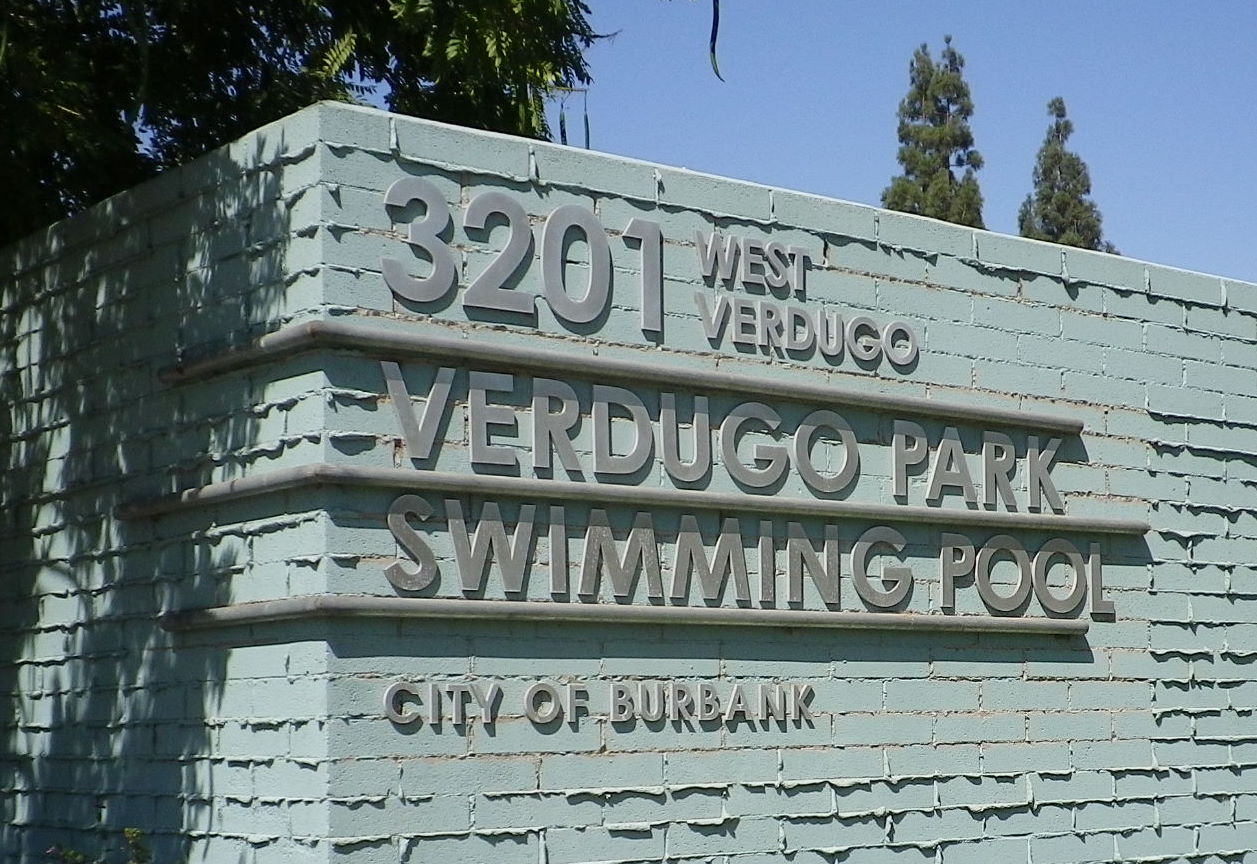 3201 WEST
VERDUGO
VERDUGO PARK
SWIMMING POOL
CITY OF BURBANK